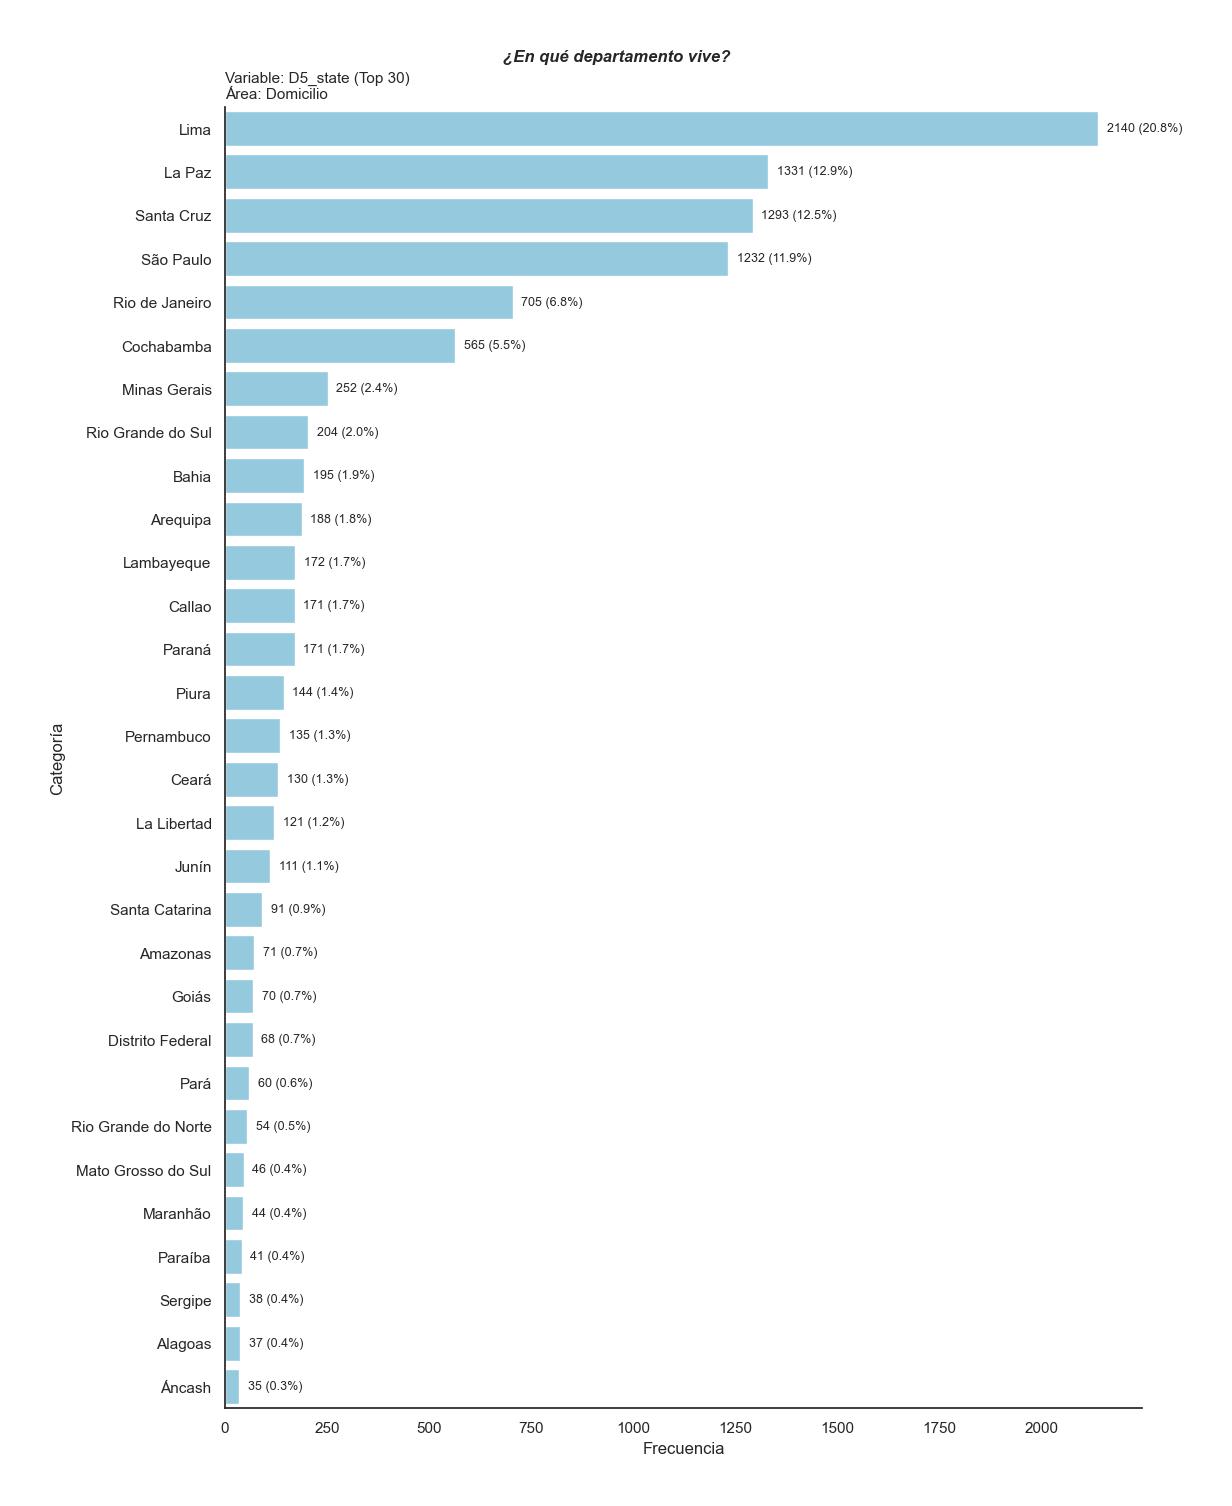 ¿En qué departamento vive?
Variable: D5_state (Top 30)
Área: Domicilio
Lima 2140 (20.8%)
La Paz 1331 (12.9%)
Santa Cruz 1293 (12.5%)
São Paulo 1232 (11.9%)
Rio de Janeiro 705 (6.8%)
Cochabamba 565 (5.5%)
Minas Gerais 252 (2.4%)
Rio Grande do Sul 204 (2.0%)
Bahia 195 (1.9%)
Arequipa 188 (1.8%)
Lambayeque 172 (1.7%)
Callao 171 (1.7%)
Paraná 171 (1.7%)
Piura 144 (1.4%)
Pernambuco 135 (1.3%)
Ceará 130 (1.3%)
La Libertad 121 (1.2%)
Junín 111 (1.1%)
Santa Catarina 91 (0.9%)
Amazonas 71 (0.7%)
Goiás 70 (0.7%)
Distrito Federal 68 (0.7%)
Pará 60 (0.6%)
Rio Grande do Norte 54 (0.5%)
Mato Grosso do Sul 46 (0.4%)
Maranhão 44 (0.4%)
Paraíba 41 (0.4%)
Sergipe 38 (0.4%)
Alagoas 37 (0.4%)
Áncash 35 (0.3%)
Categoría
0 250 500 750 1000 1250 1500 1750 2000
Frecuencia